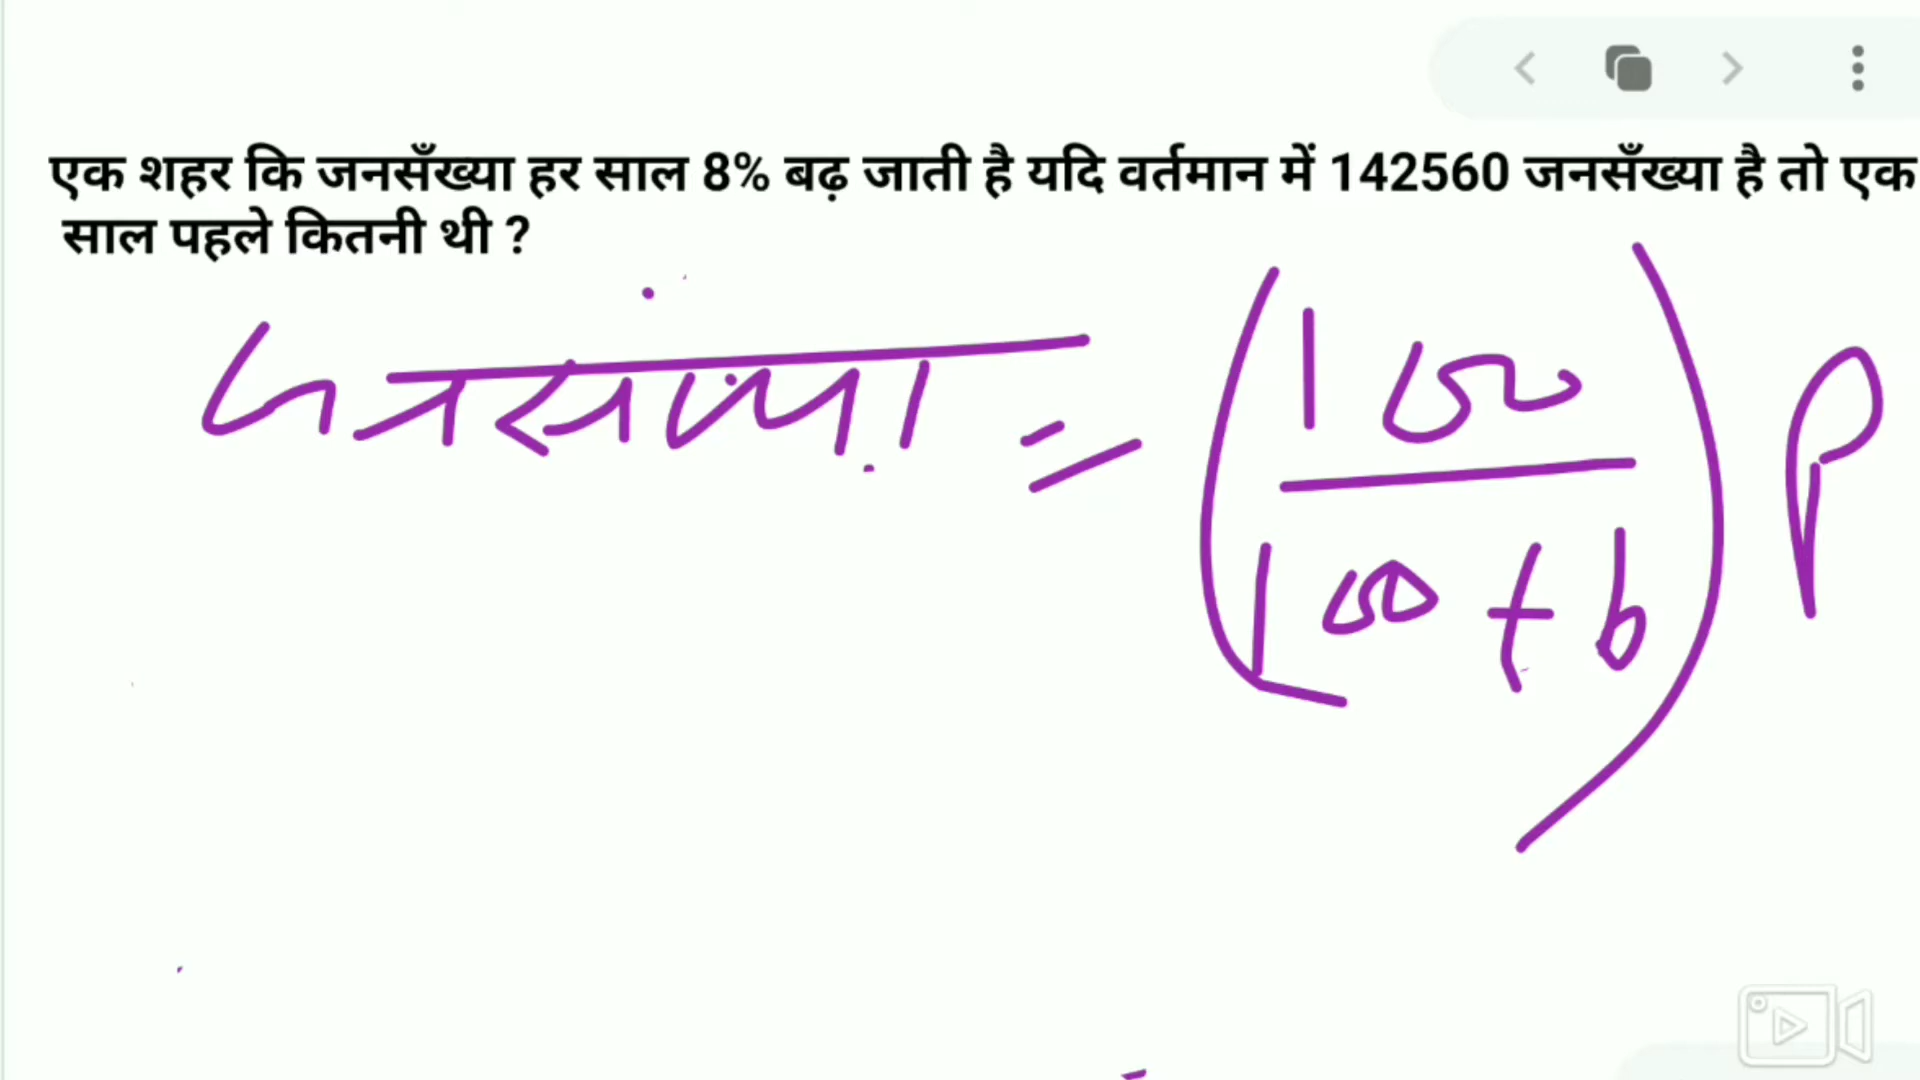 एक शहर कि जनसँख्या हर साल 8% बढ़ जाती है यदि वर्तमान में 142560 जनसँख्या है तो एक
साल पहले कितनी थी ?
जनसंख्या = (100 / 100 + b) P